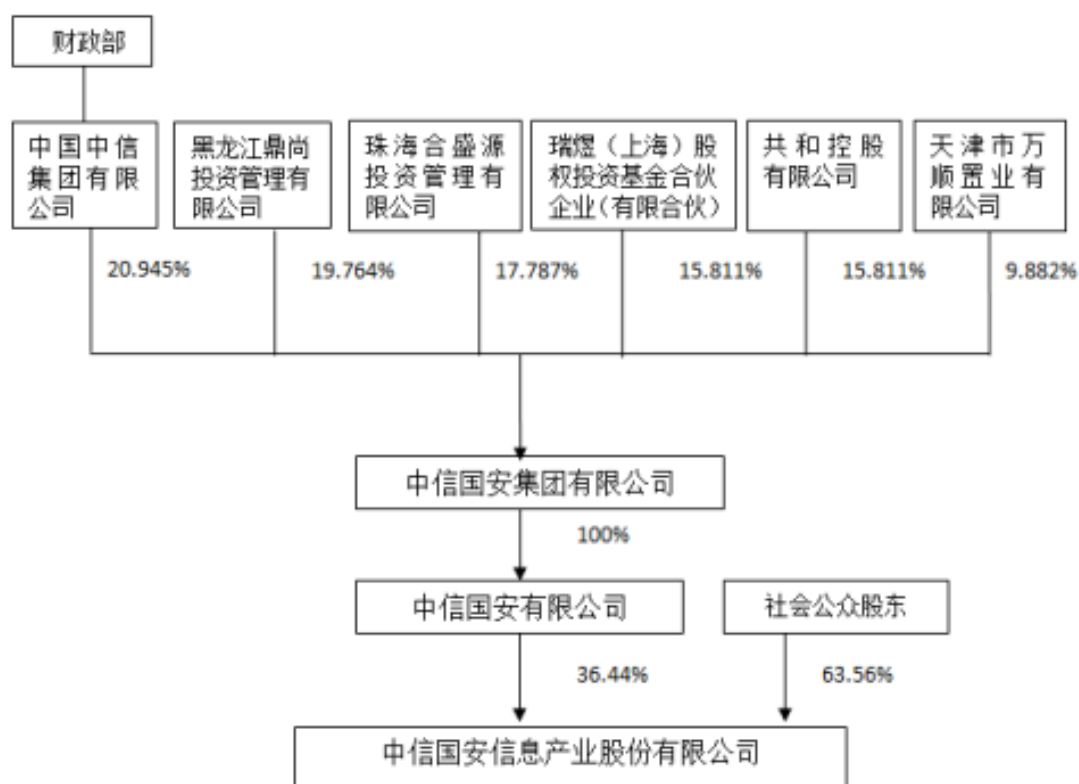 财政部
中国中信
集团有限
公司
黑龙江鼎尚
投资管理有
限公司
珠海合盛源
投资管理有
限公司
瑞煜（上海）股
权投资基金合伙
企业（有限合伙）
共和控股
有限公司
天津市万
顺置业有
限公司
20.945%
19.764%
17.787%
15.811%
15.811%
9.882%
中信国安集团有限公司
100%
中信国安有限公司
社会公众股东
36.44%
63.56%
中信国安信息产业股份有限公司